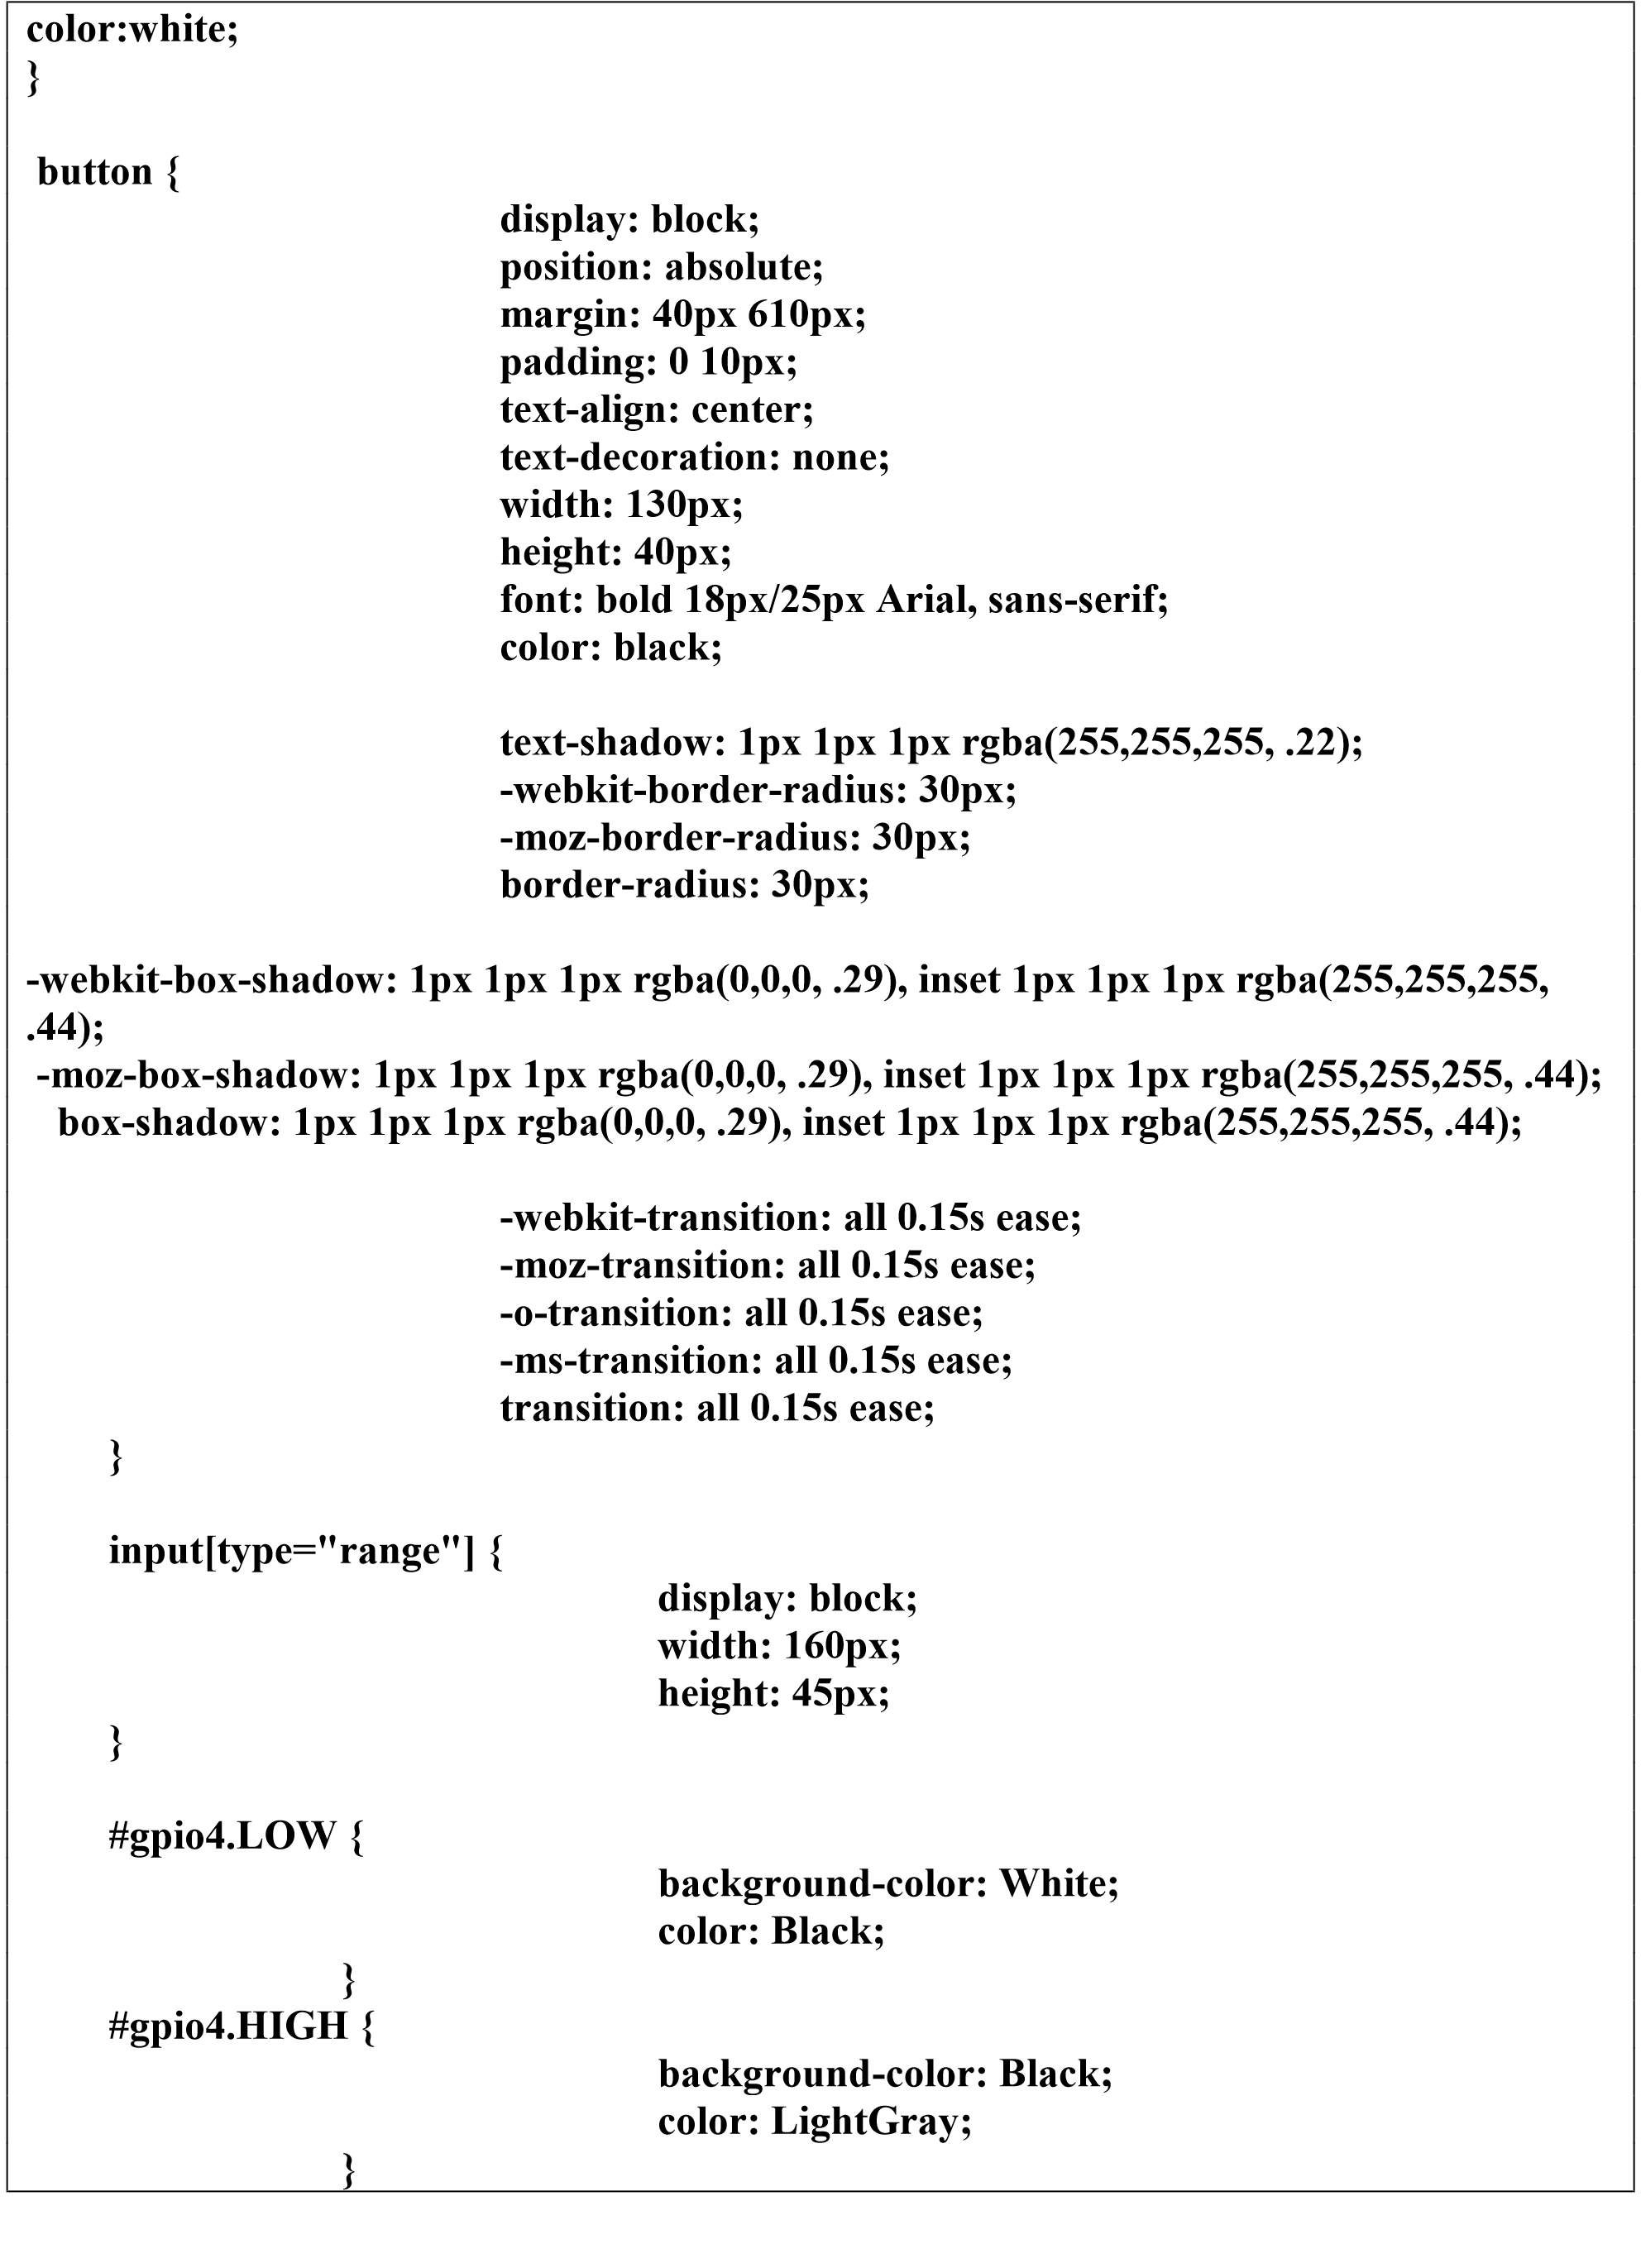 color:white;
}
button {
display: block;
position: absolute;
margin: 40px 610px;
padding: 0 10px;
text-align: center;
text-decoration: none;
width: 130px;
height: 40px;
font: bold 18px/25px Arial, sans-serif;
color: black;
text-shadow: 1px 1px 1px rgba(255,255,255, .22);
-webkit-border-radius: 30px;
-moz-border-radius: 30px;
border-radius: 30px;
-webkit-box-shadow: 1px 1px 1px rgba(0,0,0, .29), inset 1px 1px 1px rgba(255,255,255,
.44);
-moz-box-shadow: 1px 1px 1px rgba(0,0,0, .29), inset 1px 1px 1px rgba(255,255,255, .44);
box-shadow: 1px 1px 1px rgba(0,0,0, .29), inset 1px 1px 1px rgba(255,255,255, .44);
-webkit-transition: all 0.15s ease;
-moz-transition: all 0.15s ease;
-o-transition: all 0.15s ease;
-ms-transition: all 0.15s ease;
transition: all 0.15s ease;
}
input[type="range"] {
display: block;
width: 160px;
height: 45px;
}
#gpio4.LOW {
background-color: White;
color: Black;
}
#gpio4.HIGH {
background-color: Black;
color: LightGray;
}